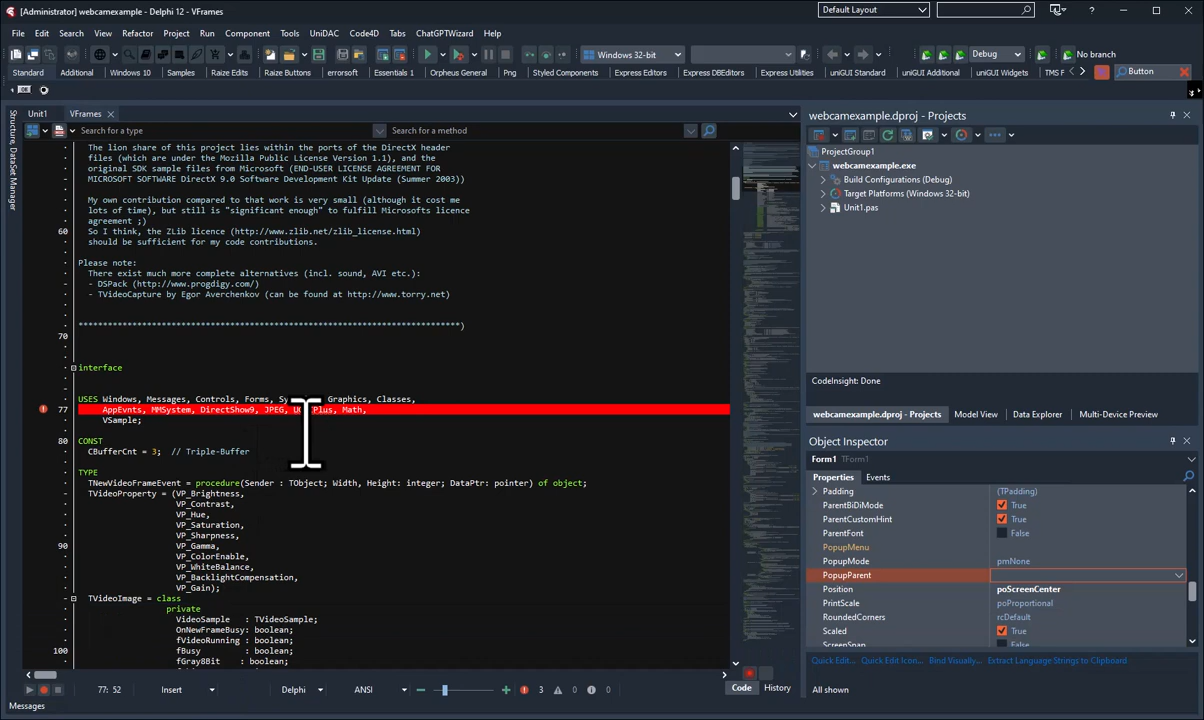 [Administrator] webcamexample - Delphi 12 - VFrames
Default Layout
File Edit Search View Refactor Project Run Component Tools UniDAC Code4D Tabs ChatGPTWizard Help
Windows 32-bit
Debug
No branch
Standard Additional Windows 10 Samples Raize Edits Raize Buttons errorsoft Essentials 1 Orpheus General Png Styled Components Express Editors Express DBEditors Express Utilities uniGUI Standard uniGUI Additional uniGUI Widgets TMS F
Button
Unit1 VFrames
Search for a type
Search for a method
Structure, DataSet Manager
The lion share of this project lies within the ports of the DirectX header
files (which are under the Mozilla Public License Version 1.1), and the
original SDK sample files from Microsoft (END-USER LICENSE AGREEMENT FOR
MICROSOFT SOFTWARE DirectX 9.0 Software Development Kit Update (Summer 2003))
My own contribution compared to that work is very small (although it cost me
lots of time), but still is "significant enough" to fulfill Microsofts licence
agreement ;)
60 So I think, the ZLib licence (http://www.zlib.net/zlib_license.html)
should be sufficient for my code contributions.
Please note:
There exist much more complete alternatives (incl. sound, AVI etc.):
- DSPack (http://www.progdigy.com/)
- TVideoCapture by Egor Averchenkov (can be found at http://www.torry.net)
******************************************************************************)
70
interface
USES Windows, Messages, Controls, Forms, Graphics, Classes,
77 AppEvnts, MMSystem, DirectShow9, JPEG, Math,
VSample;
80 CONST
CBufferCnt = 3; // Triple-Buffer
TYPE
TNewVideoFrameEvent = procedure(Sender : TObject; Width, Height: integer; DataPtr: pointer) of object;
TVideoProperty = (VP_Brightness,
VP_Contrast,
VP_Hue,
VP_Saturation,
VP_Sharpness,
90 VP_Gamma,
VP_ColorEnable,
VP_WhiteBalance,
VP_BacklightCompensation,
VP_Gain);
TVideoImage = class
private
VideoSample : TVideoSample;
OnNewFrameBusy: boolean;
fVideoRunning : boolean;
100 fBusy : boolean;
fGray8Bit : boolean;
77: 52 Insert Delphi ANSI 3 0 0 Code History
Messages
webcamexample.dproj - Projects
ProjectGroup1
webcamexample.exe
Build Configurations (Debug)
Target Platforms (Windows 32-bit)
Unit1.pas
CodeInsight: Done
webcamexample.dproj - Projects Model View Data Explorer Multi-Device Preview
Object Inspector
Form1 TForm1
Properties Events
Padding (TPadding)
ParentBiDiMode True
ParentCustomHint True
ParentFont False
PopupMenu
PopupMode pmNone
PopupParent
Position poScreenCenter
PrintScale poProportional
RoundedCorners rcDefault
Scaled True
ScreenSnap False
Quick Edit... Quick Edit Icon... Bind Visually... Extract Language Strings to Clipboard
All shown